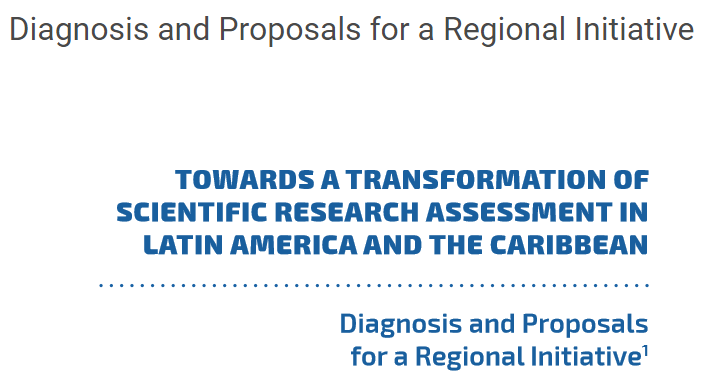 Diagnosis and Proposals for a Regional Initiative
TOWARDS A TRANSFORMATION OF
SCIENTIFIC RESEARCH ASSESSMENT IN
LATIN AMERICA AND THE CARIBBEAN
Diagnosis and Proposals
for a Regional Initiative¹